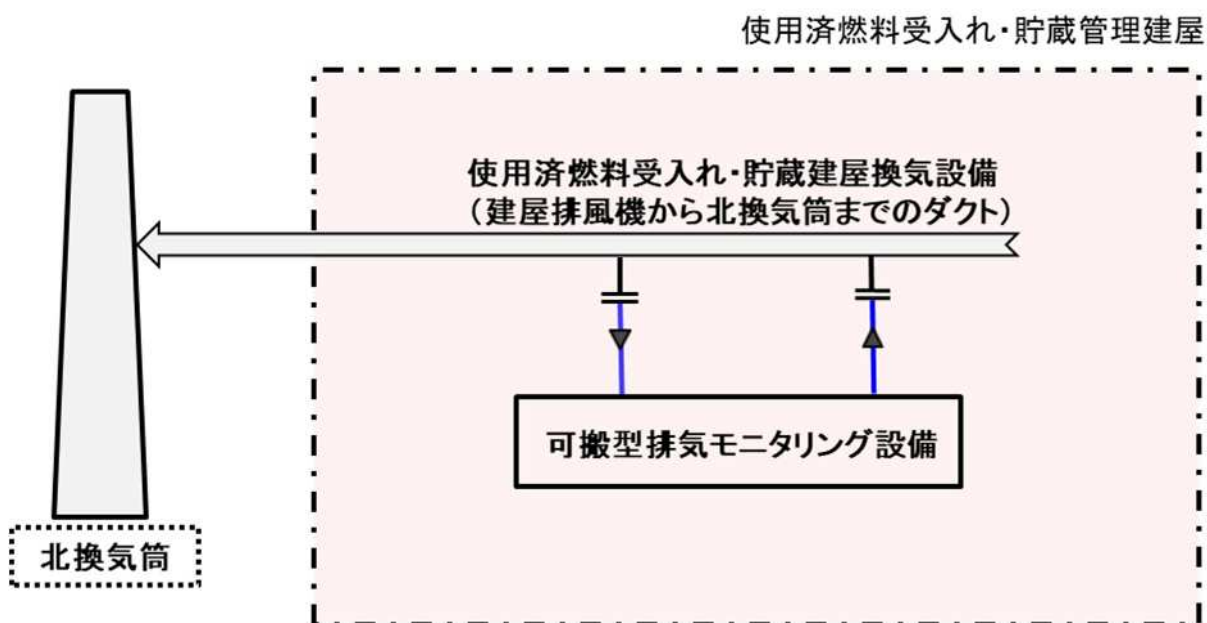 使用済燃料受入れ・貯蔵管理建屋
使用済燃料受入れ・貯蔵建屋換気設備
（建屋排風機から北換気筒までのダクト）
可搬型排気モニタリング設備
北換気筒